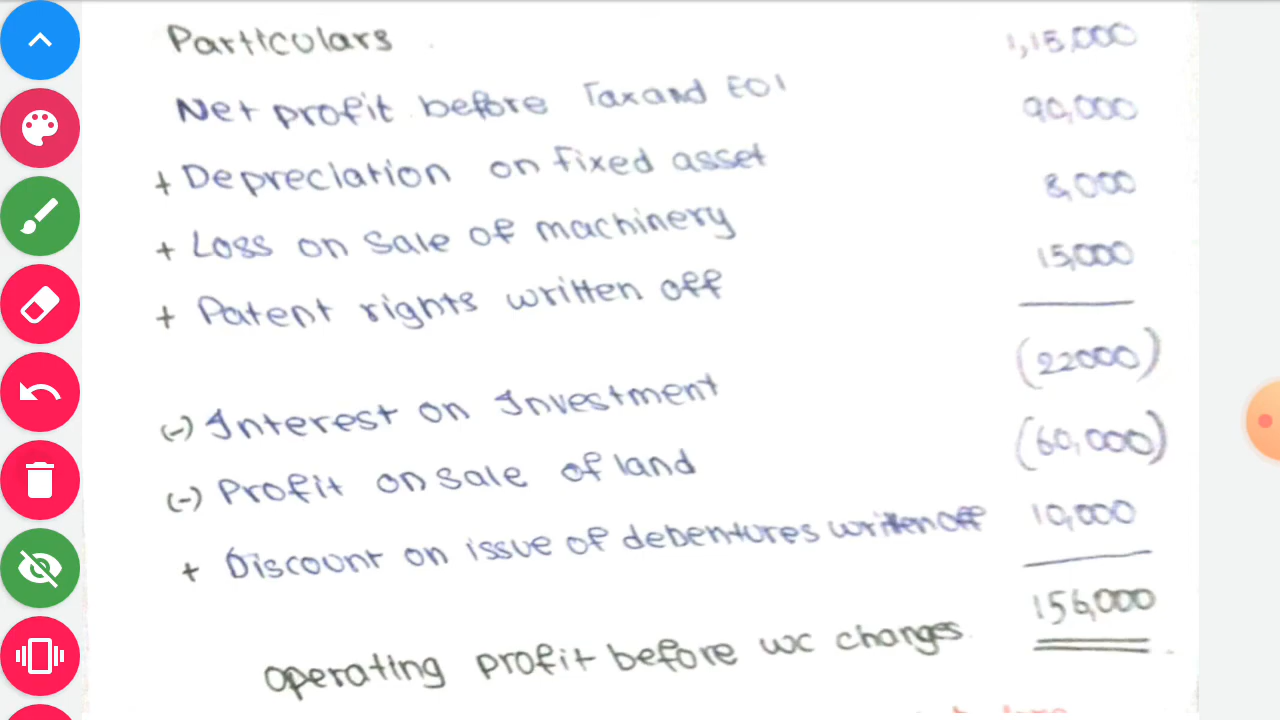 Particulars
1,15,000
Net profit before Tax and EOI
90,000
+ Depreciation on fixed asset
8,000
+ Loss on sale of machinery
15,000
+ Patent rights written off
(22000)
(-) Interest on Investment
(60,000)
(-) Profit on sale of land
10,000
+ Discount on issue of debentures written off
156,000
Operating profit before WC changes